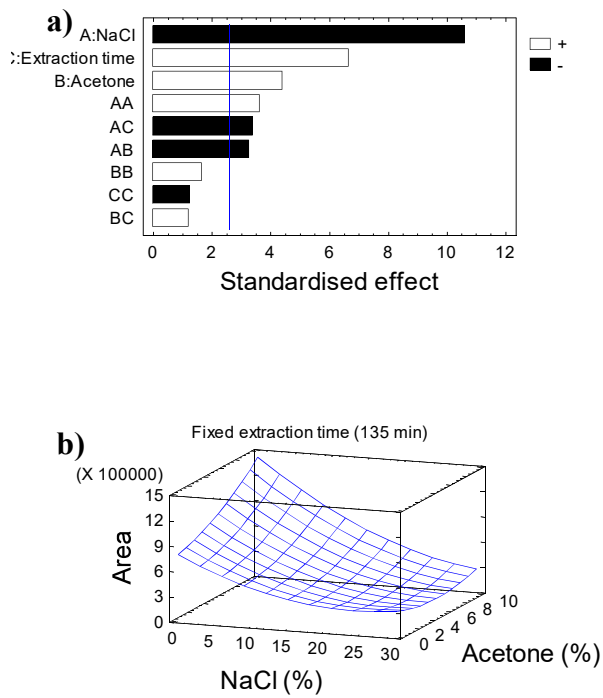 a)
A:NaCl
C:Extraction time
B:Acetone
AA
AC
AB
BB
CC
BC
+
-
0 2 4 6 8 10 12
Standardised effect
b)
Fixed extraction time (135 min)
(X 100000)
15
12
9
6
3
0
Area
0 5 10 15 20 25 30
NaCl (%)
0 2 4 6 8 10
Acetone (%)